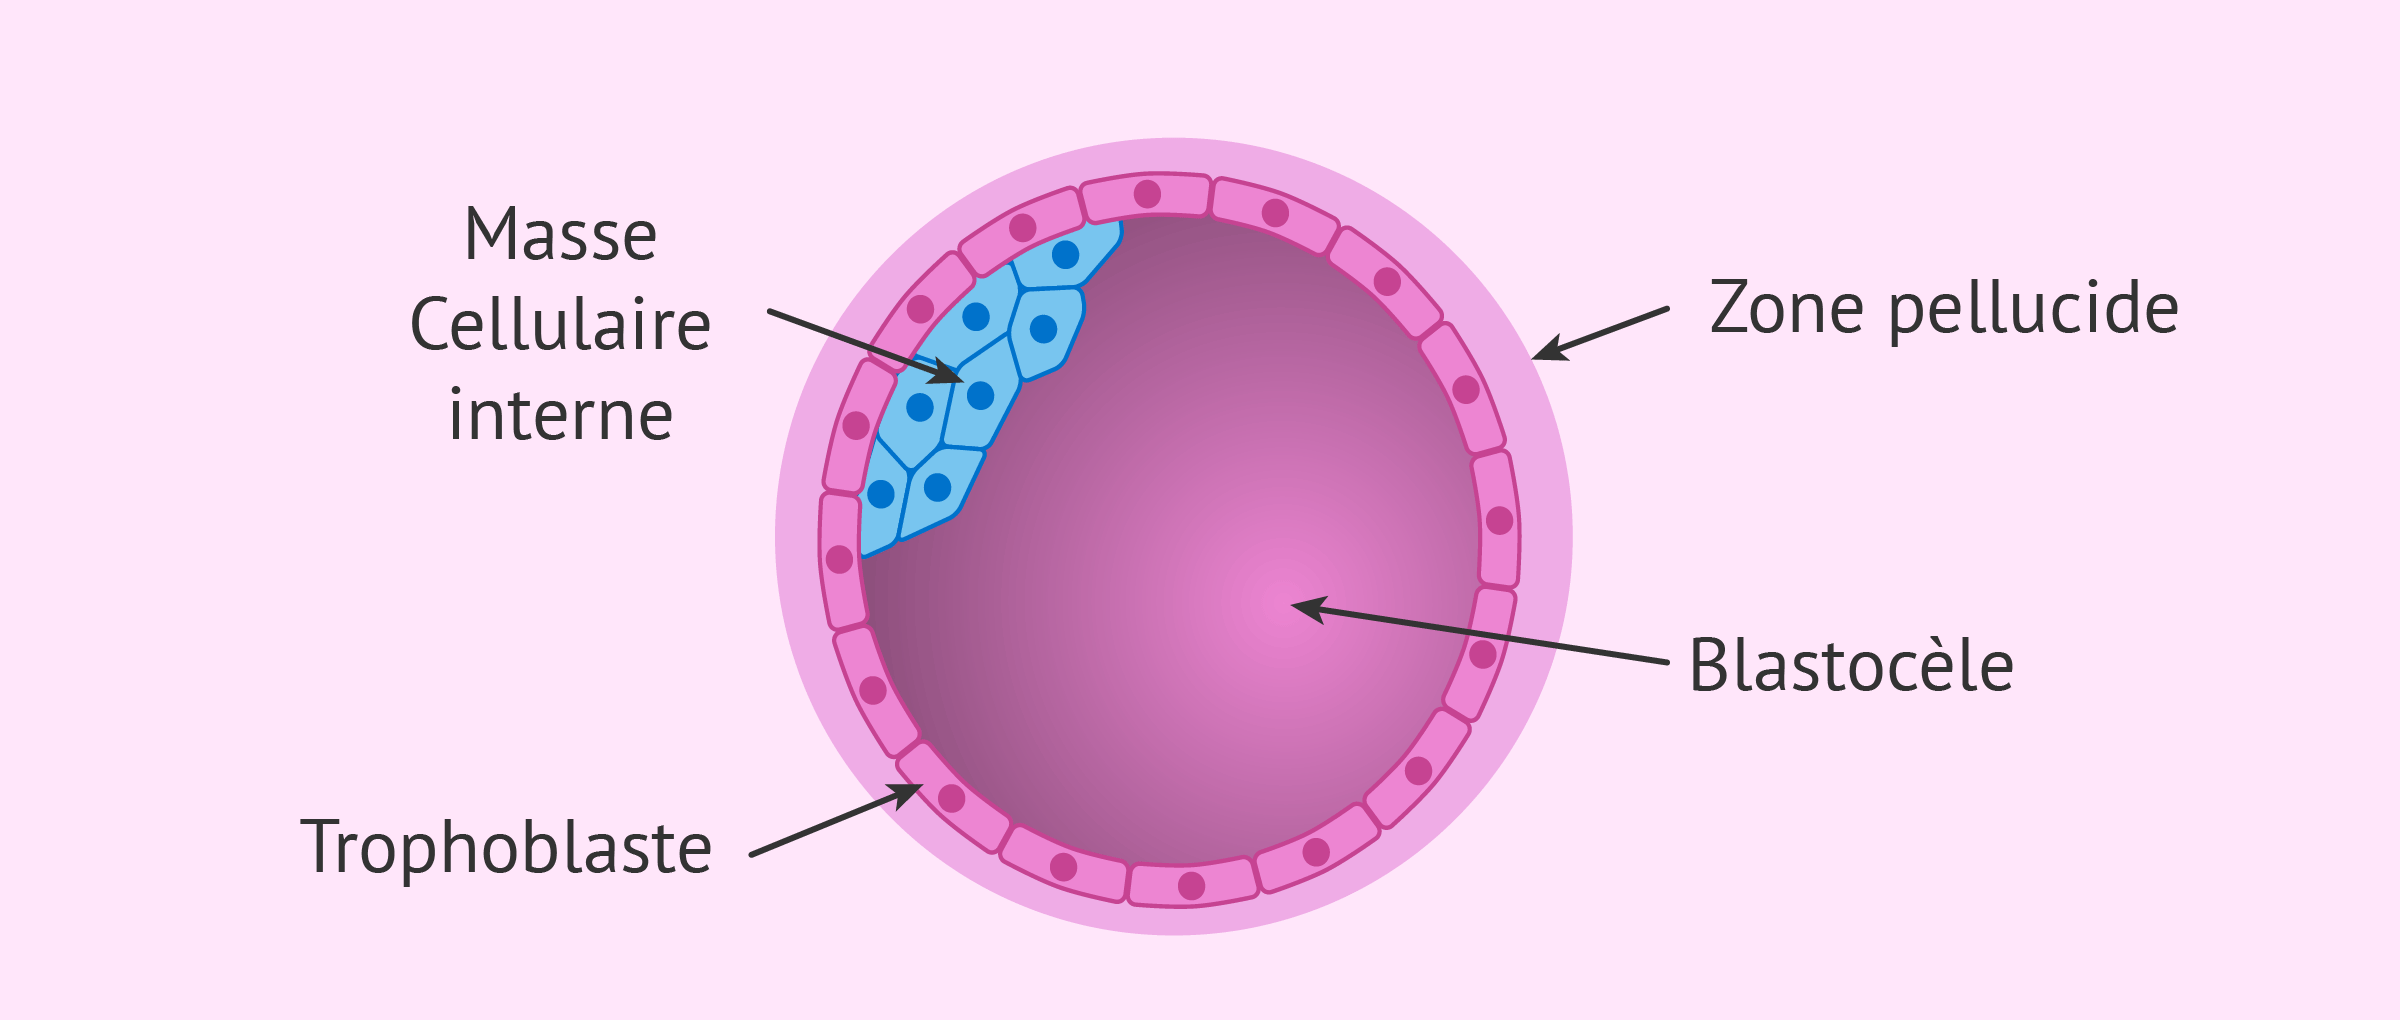 Masse
Cellulaire
interne
Zone pellucide
Blastocèle
Trophoblaste